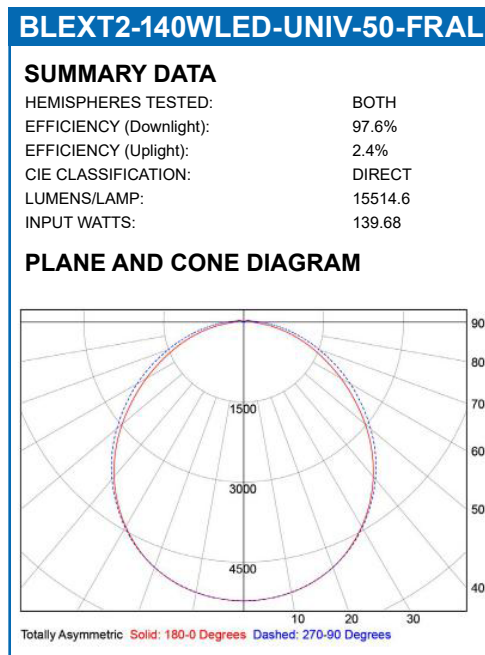 BLEXT2-140WLED-UNIV-50-FRAL
SUMMARY DATA
HEMISPHERES TESTED: BOTH
EFFICIENCY (Downlight): 97.6%
EFFICIENCY (Uplight): 2.4%
CIE CLASSIFICATION: DIRECT
LUMENS/LAMP: 15514.6
INPUT WATTS: 139.68
PLANE AND CONE DIAGRAM
90
80
70
1500
60
3000
50
4500
40
10 20 30
Totally Asymmetric Solid: 180-0 Degrees Dashed: 270-90 Degrees